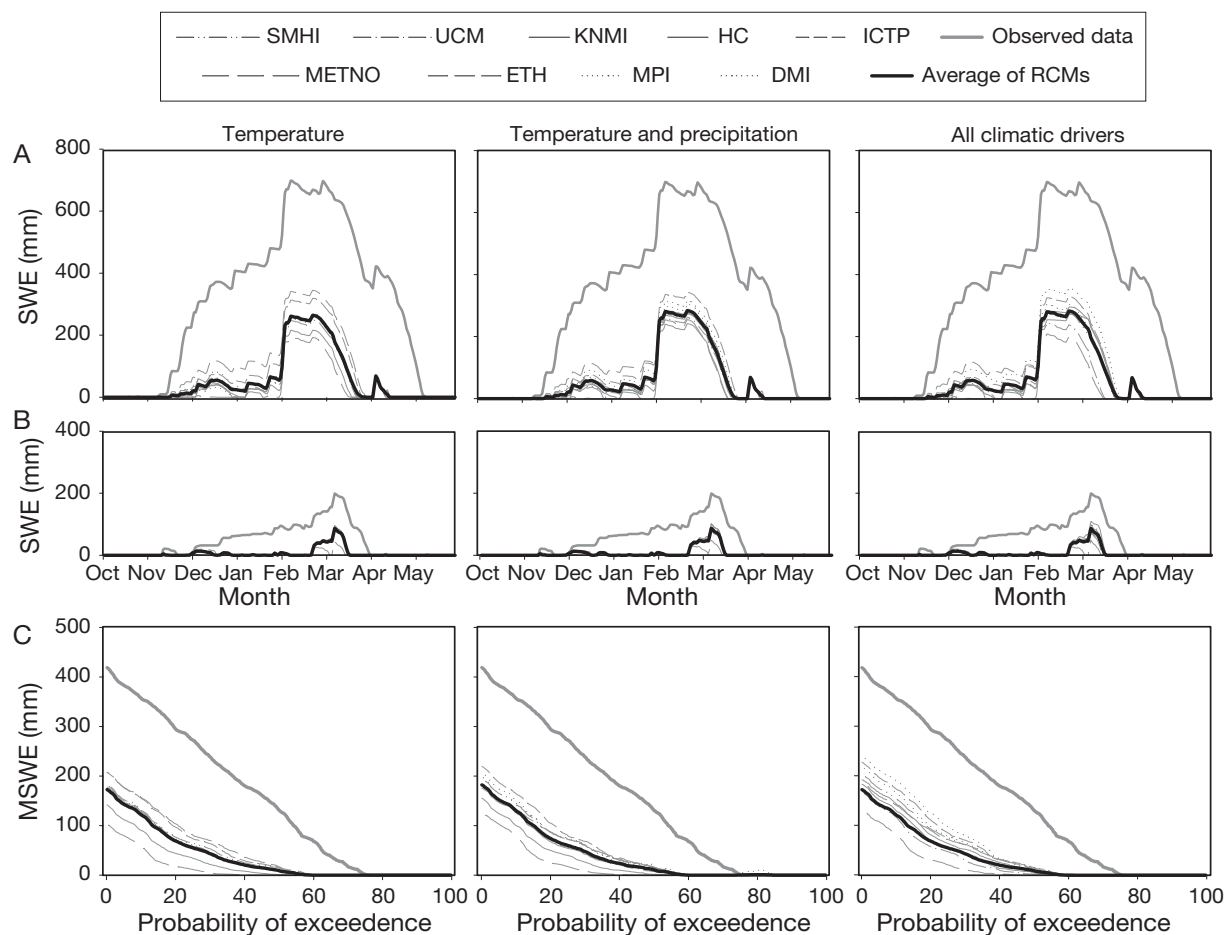 SMHI UCM KNMI HC ICTP Observed data
METNO ETH MPI DMI Average of RCMs
Temperature Temperature and precipitation All climatic drivers
A
800
600
400
200
0
SWE (mm)
B
400
200
0
SWE (mm)
Oct Nov Dec Jan Feb Mar Apr May
Oct Nov Dec Jan Feb Mar Apr May
Oct Nov Dec Jan Feb Mar Apr May
Month Month Month
C
500
400
300
200
100
0
MSWE (mm)
0 20 40 60 80 100
0 20 40 60 80 100
0 20 40 60 80 100
Probability of exceedence Probability of exceedence Probability of exceedence